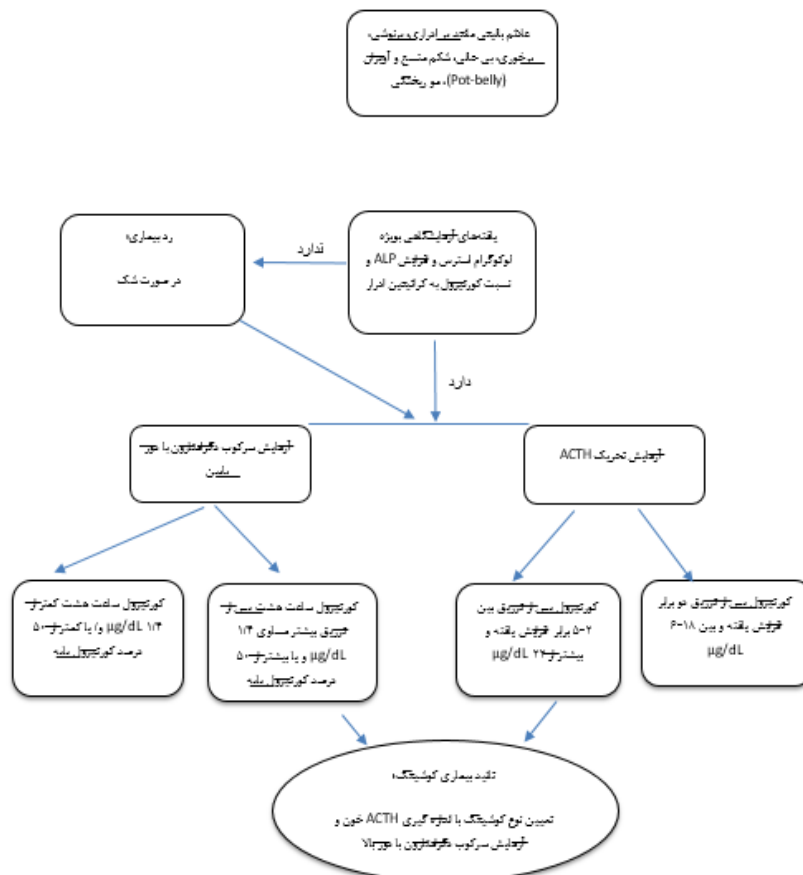 علائم بالینی مانند پر ادراری، پرنوشی،
پرخوری، بی حالی، شکم متسع و آویزان
(Pot-belly)، مو ریختگی
یافته‌های آزمایشگاهی بویژه
لوکوگرام استرس و افزایش ALP و
نسبت کورتیزول به کراتینین ادرار
ندارد
رد بیماری؛
در صورت شک
دارد
آزمایش تحریک ACTH
آزمایش سرکوب دگزامتازون با دوز
پایین
کورتیزول پس از تزریق دو برابر
افزایش یافته و بین ۱۸-۶
µg/dL
کورتیزول پس از تزریق بین
۲-۵ برابر افزایش یافته و
بیشتر از ۲۴ µg/dL
کورتیزول ساعت هشت پس از
تزریق بیشتر مساوی ۱/۴
µg/dL و یا بیشتر از ۵۰
درصد کورتیزول پایه
کورتیزول ساعت هشت کمتر از
۱/۴ µg/dL و/ یا کمتر از ۵۰
درصد کورتیزول پایه
تائید بیماری کوشینگ؛
تعیین نوع کوشینگ با اندازه گیری ACTH خون و
آزمایش سرکوب دگزامتازون با دوز بالا